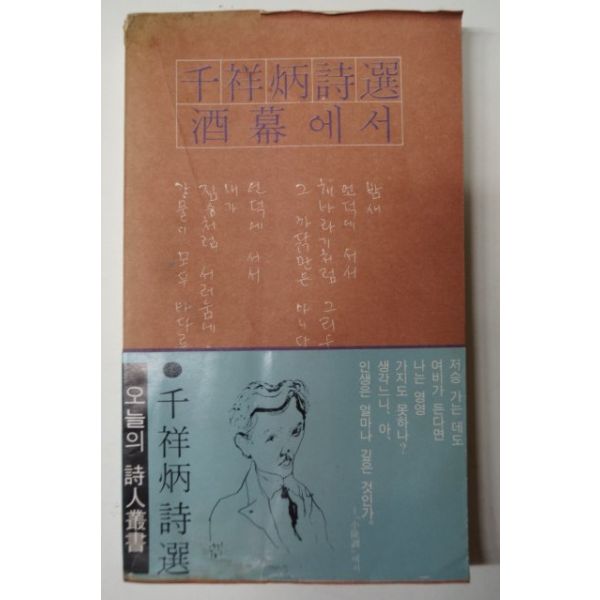 千祥炳詩選
酒幕에서
밤새
언덕에 서서
해바라기처럼 그리
그 까닭만은 아니다
언덕에 서서
내가
짐승처럼 서러움에
강물이 모두 바다로
저승 가는 데도
여비가 든다면
나는 영영
가지도 못하나?
생각느니, 아,
인생은 얼마나 깊은 것인가.
—「小陵調」에서
●千祥炳詩選
오늘의 詩人叢書